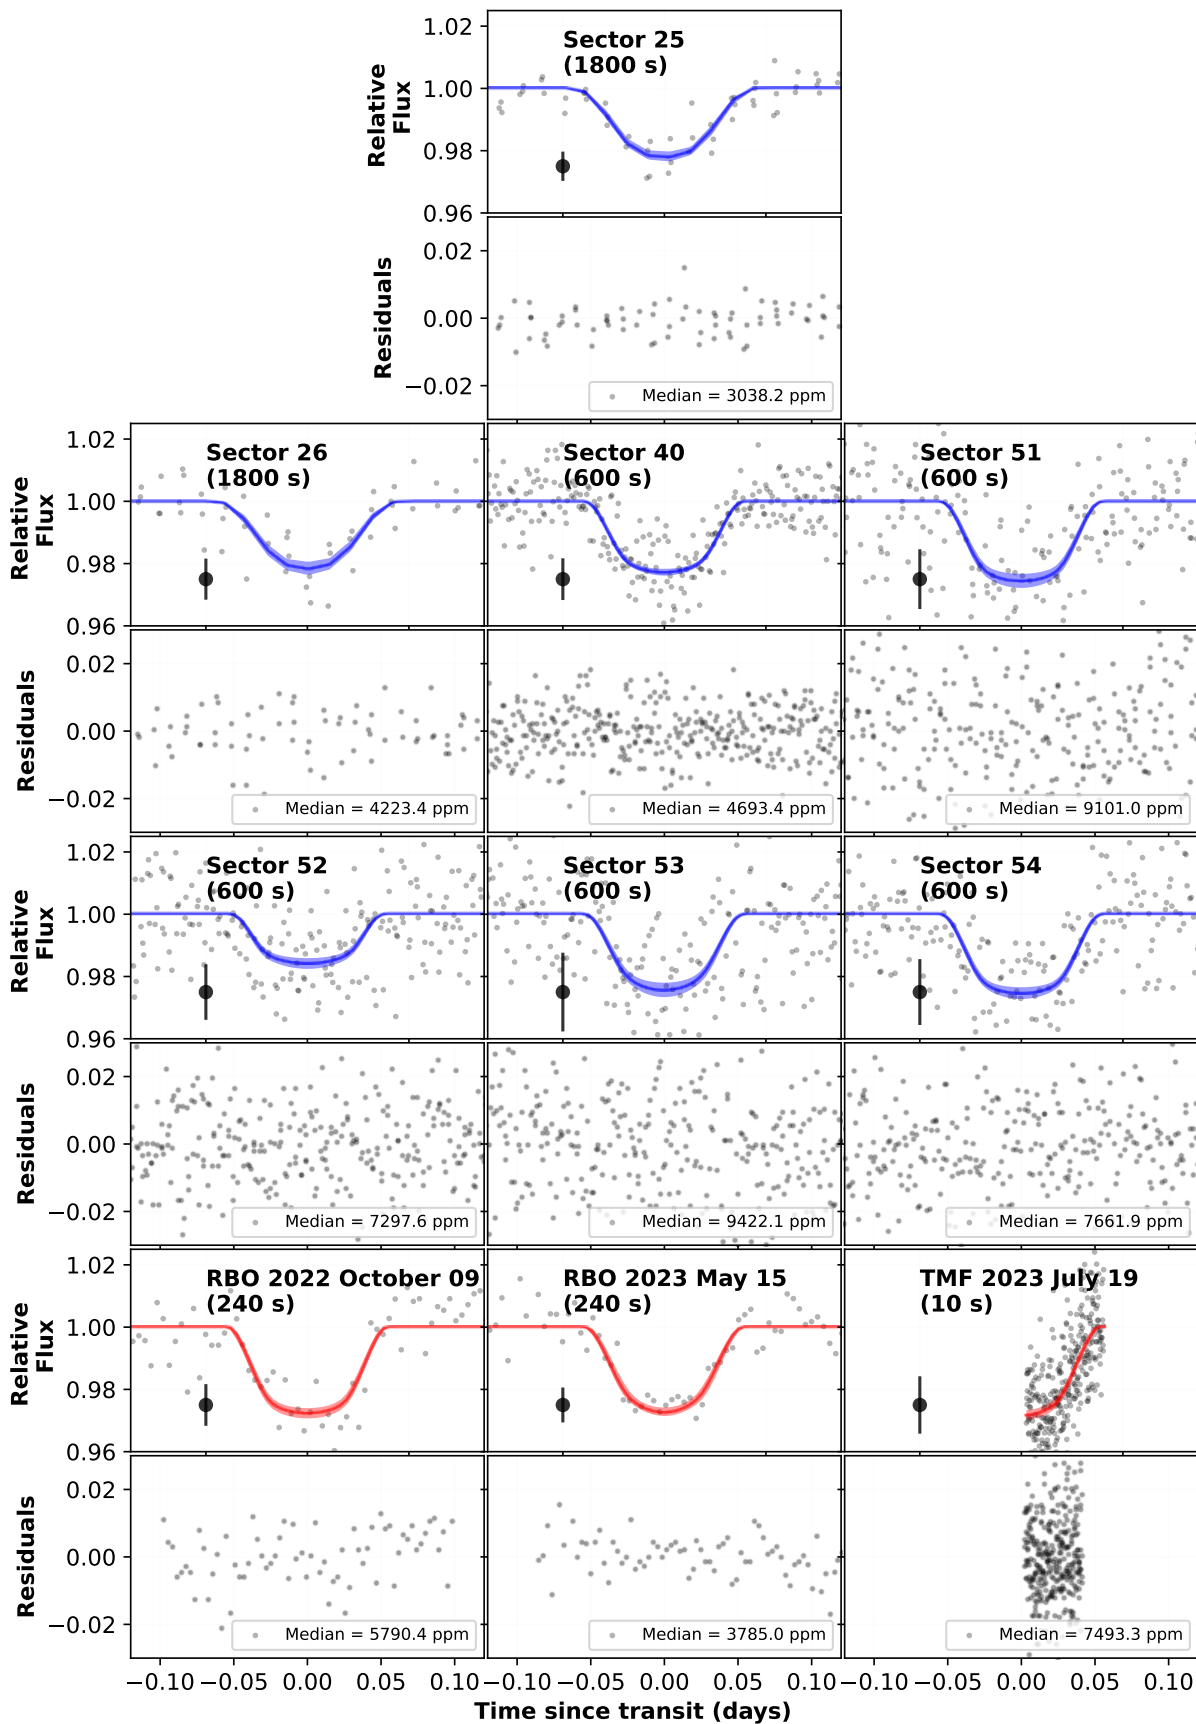 Sector 25
(1800 s)
Relative
Flux
1.02
1.00
0.98
0.96
Residuals
0.02
0.00
−0.02
Median = 3038.2 ppm
Relative
Flux
1.02
1.00
0.98
0.96
Sector 26
(1800 s)
Sector 40
(600 s)
Sector 51
(600 s)
Residuals
0.02
0.00
−0.02
Median = 4223.4 ppm
Median = 4693.4 ppm
Median = 9101.0 ppm
Relative
Flux
1.02
1.00
0.98
0.96
Sector 52
(600 s)
Sector 53
(600 s)
Sector 54
(600 s)
Residuals
0.02
0.00
−0.02
Median = 7297.6 ppm
Median = 9422.1 ppm
Median = 7661.9 ppm
Relative
Flux
1.02
1.00
0.98
0.96
RBO 2022 October 09
(240 s)
RBO 2023 May 15
(240 s)
TMF 2023 July 19
(10 s)
Residuals
0.02
0.00
−0.02
Median = 5790.4 ppm
Median = 3785.0 ppm
Median = 7493.3 ppm
−0.10 −0.05 0.00 0.05 0.10
−0.10 −0.05 0.00 0.05 0.10
−0.10 −0.05 0.00 0.05 0.10
Time since transit (days)